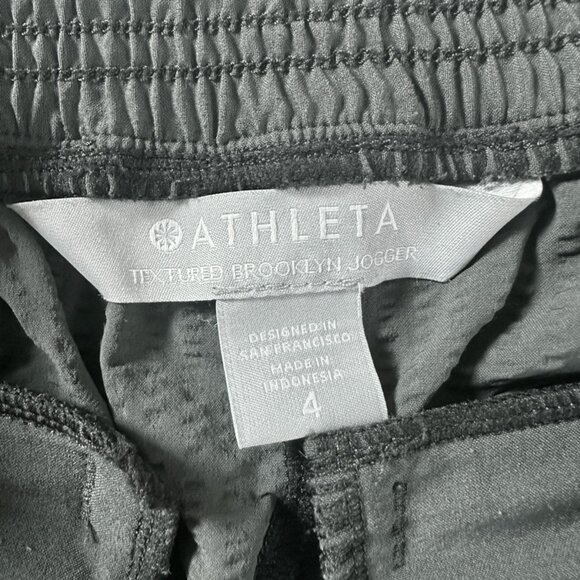 ATHLETA
TEXTURED BROOKLYN JOGGER
DESIGNED IN
SAN FRANCISCO
MADE IN
INDONESIA
4